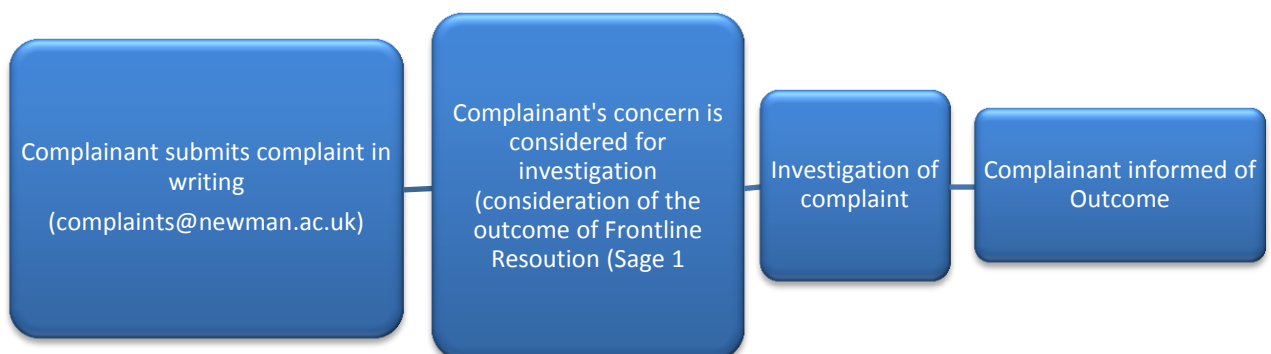 Complainant submits complaint in
writing
(complaints@newman.ac.uk)
Complainant's concern is
considered for
investigation
(consideration of the
outcome of Frontline
Resoution (Sage 1
Investigation of
complaint
Complainant informed of
Outcome